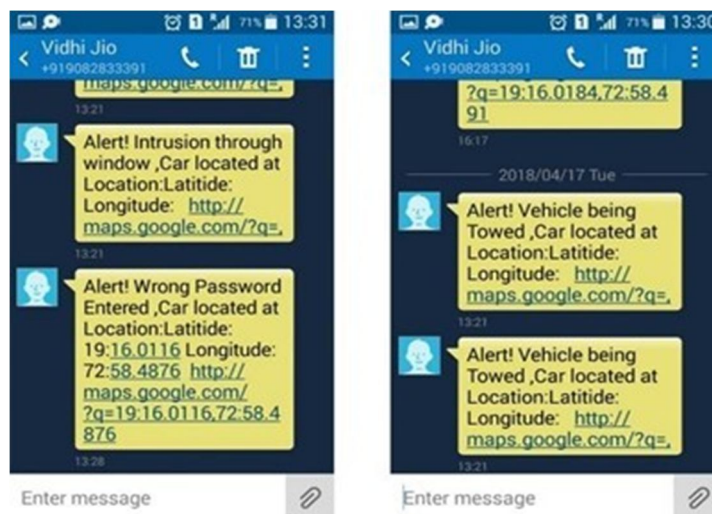 71% 13:31
Vidhi Jio
+919082833391
maps.google.com/?q=,
13:21
Alert! Intrusion through
window ,Car located at
Location:Latitide:
Longitude: http://
maps.google.com/?q=,
13:21
Alert! Wrong Password
Entered ,Car located at
Location:Latitide:
19:16.0116 Longitude:
72:58.4876 http://
maps.google.com/
?q=19:16.0116,72:58.4
876
13:28
Enter message
1 71% 13:30
Vidhi Jio
+919082833391
?q=19:16.0184,72:58.4
91
16:17
2018/04/17 Tue
Alert! Vehicle being
Towed ,Car located at
Location:Latitide:
Longitude: http://
maps.google.com/?q=,
13:21
Alert! Vehicle being
Towed ,Car located at
Location:Latitide:
Longitude: http://
maps.google.com/?q=,
13:21
Enter message